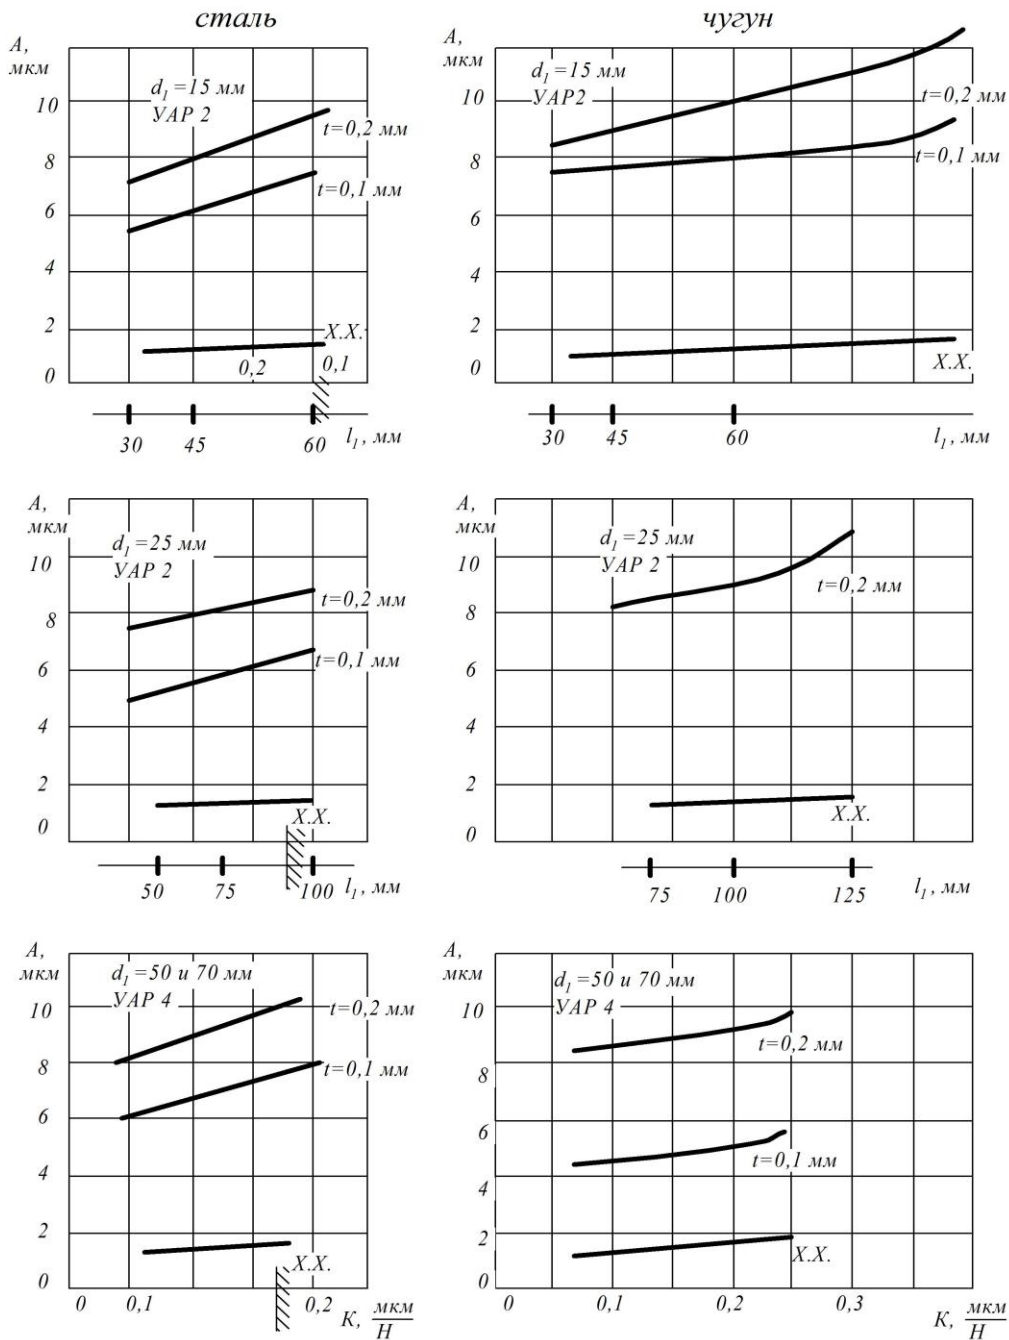 сталь
чугун
A,
мкм
d₁=15 мм
УАР 2
10
8
6
4
2
0
t=0,2 мм
t=0,1 мм
X.X.
0,2
0,1
30
45
60
l₁, мм
A,
мкм
d₁=15 мм
УАР2
10
8
6
4
2
0
t=0,2 мм
t=0,1 мм
X.X.
30
45
60
l₁, мм
A,
мкм
d₁=25 мм
УАР 2
10
8
6
4
2
0
t=0,2 мм
t=0,1 мм
X.X.
50
75
100
l₁, мм
A,
мкм
d₁=25 мм
УАР 2
10
8
6
4
2
0
t=0,2 мм
X.X.
75
100
125
l₁, мм
A,
мкм
d₁=50 и 70 мм
УАР 4
10
8
6
4
2
0
t=0,2 мм
t=0,1 мм
X.X.
0
0,1
0,2
K, мкм/Н
A,
мкм
d₁=50 и 70 мм
УАР 4
10
8
6
4
2
0
t=0,2 мм
t=0,1 мм
X.X.
0
0,1
0,2
0,3
K, мкм/Н